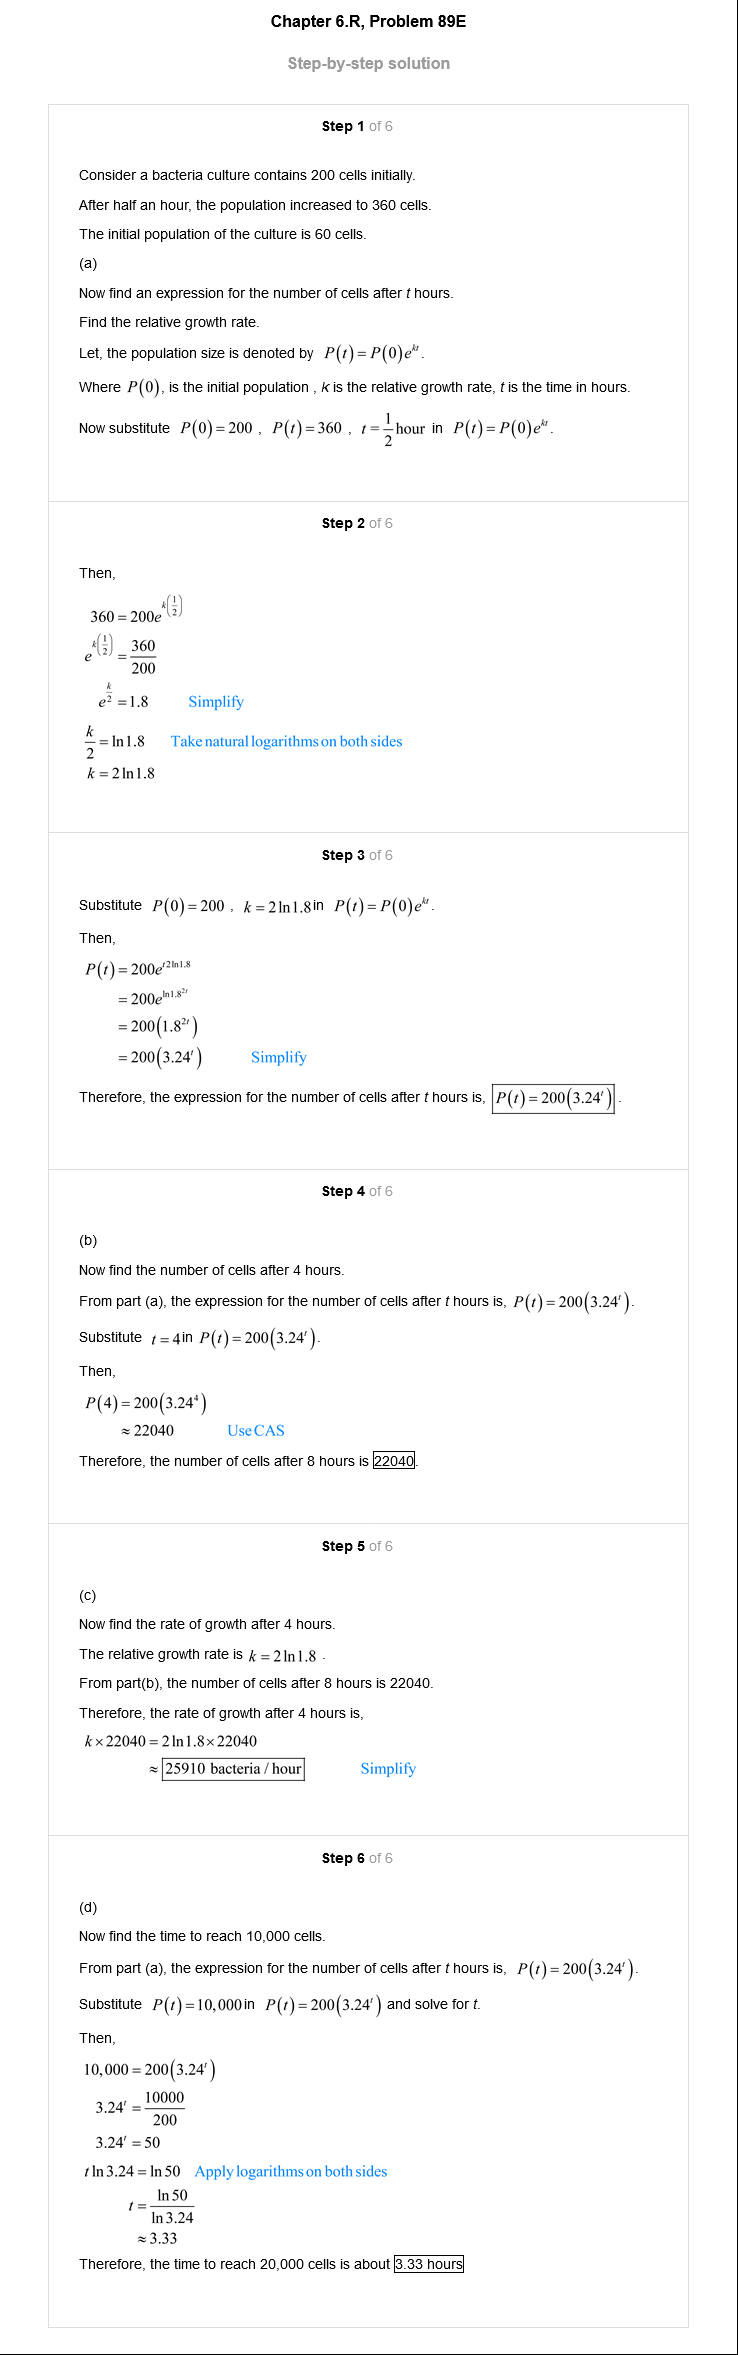 Chapter 6.R, Problem 89E
Step-by-step solution
Step 1 of 6
Consider a bacteria culture contains 200 cells initially.
After half an hour, the population increased to 360 cells.
The initial population of the culture is 60 cells.
(a)
Now find an expression for the number of cells after t hours.
Find the relative growth rate.
Let, the population size is denoted by P(t) = P(0)e^{kt}.
Where P(0), is the initial population , k is the relative growth rate, t is the time in hours.
Now substitute P(0) = 200 , P(t) = 360 , t = \frac{1}{2} hour in P(t) = P(0)e^{kt}.
Step 2 of 6
Then,
360 = 200e^{k(\frac{1}{2})}
e^{k(\frac{1}{2})} = \frac{360}{200}
e^{\frac{k}{2}} = 1.8 Simplify
\frac{k}{2} = ln 1.8 Take natural logarithms on both sides
k = 2 ln 1.8
Step 3 of 6
Substitute P(0) = 200 , k = 2 ln 1.8 in P(t) = P(0)e^{kt}.
Then,
P(t) = 200e^{t2 ln 1.8}
= 200e^{ln 1.8^{2t}}
= 200(1.8^{2t})
= 200(3.24^t) Simplify
Therefore, the expression for the number of cells after t hours is, P(t) = 200(3.24^t).
Step 4 of 6
(b)
Now find the number of cells after 4 hours.
From part (a), the expression for the number of cells after t hours is, P(t) = 200(3.24^t).
Substitute t = 4 in P(t) = 200(3.24^t).
Then,
P(4) = 200(3.24^4)
≈ 22040 Use CAS
Therefore, the number of cells after 8 hours is 22040.
Step 5 of 6
(c)
Now find the rate of growth after 4 hours.
The relative growth rate is k = 2 ln 1.8 .
From part(b), the number of cells after 8 hours is 22040.
Therefore, the rate of growth after 4 hours is,
k × 22040 = 2 ln 1.8 × 22040
≈ 25910 bacteria / hour Simplify
Step 6 of 6
(d)
Now find the time to reach 10,000 cells.
From part (a), the expression for the number of cells after t hours is, P(t) = 200(3.24^t).
Substitute P(t) = 10,000 in P(t) = 200(3.24^t) and solve for t.
Then,
10,000 = 200(3.24^t)
3.24^t = \frac{10000}{200}
3.24^t = 50
t ln 3.24 = ln 50 Apply logarithms on both sides
t = \frac{ln 50}{ln 3.24}
≈ 3.33
Therefore, the time to reach 20,000 cells is about 3.33 hours